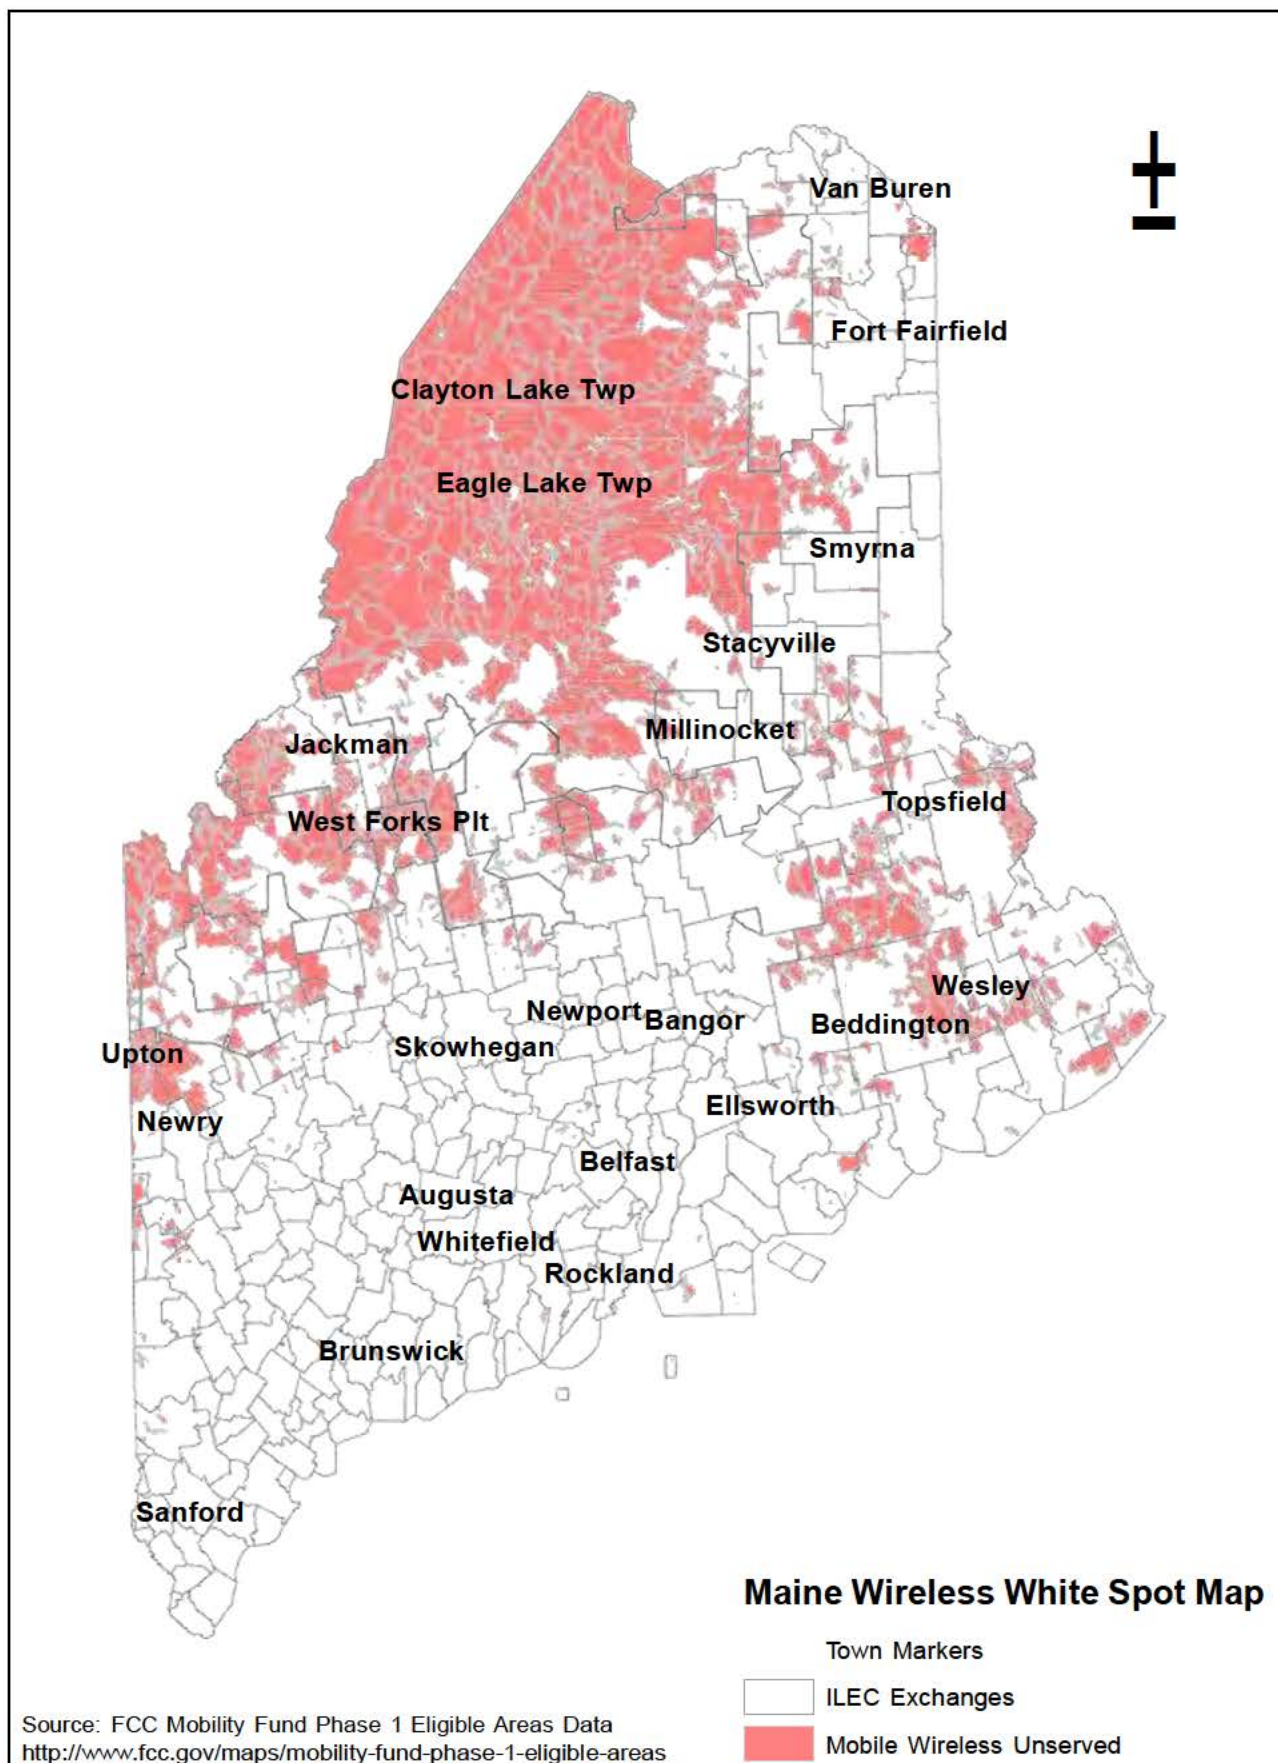 Van Buren
Fort Fairfield
Clayton Lake Twp
Eagle Lake Twp
Smyrna
Stacyville
Millinocket
Jackman
Topsfield
West Forks Plt
Wesley
Newport
Bangor
Beddington
Skowhegan
Upton
Ellsworth
Newry
Belfast
Augusta
Whitefield
Rockland
Brunswick
Sanford
Maine Wireless White Spot Map
Town Markers
ILEC Exchanges
Mobile Wireless Unserved
Source: FCC Mobility Fund Phase 1 Eligible Areas Data
http://www.fcc.gov/maps/mobility-fund-phase-1-eligible-areas